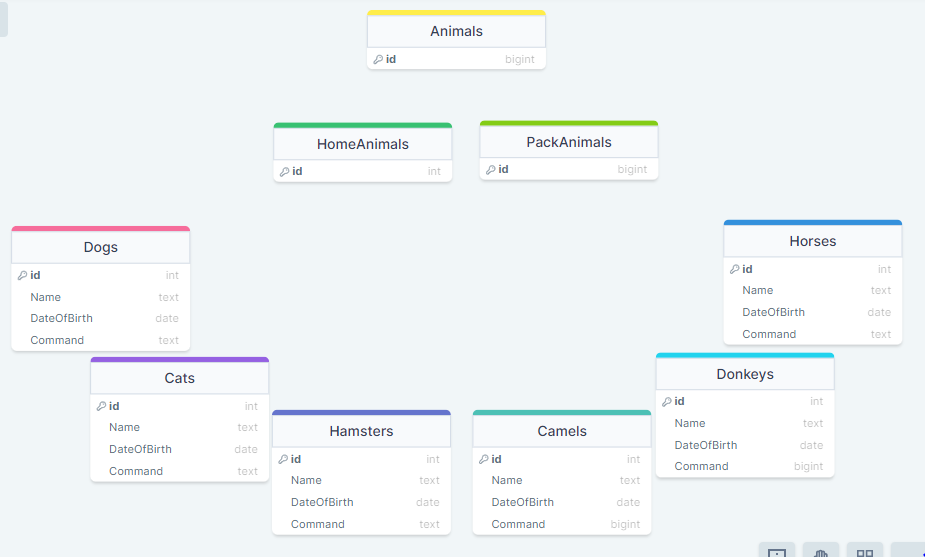 Animals
id bigint
HomeAnimals
id int
PackAnimals
id bigint
Dogs
id int
Name text
DateOfBirth date
Command text
Horses
id int
Name text
DateOfBirth date
Command text
Cats
id int
Name text
DateOfBirth date
Command text
Donkeys
id int
Name text
DateOfBirth date
Command bigint
Hamsters
id int
Name text
DateOfBirth date
Command text
Camels
id int
Name text
DateOfBirth date
Command bigint